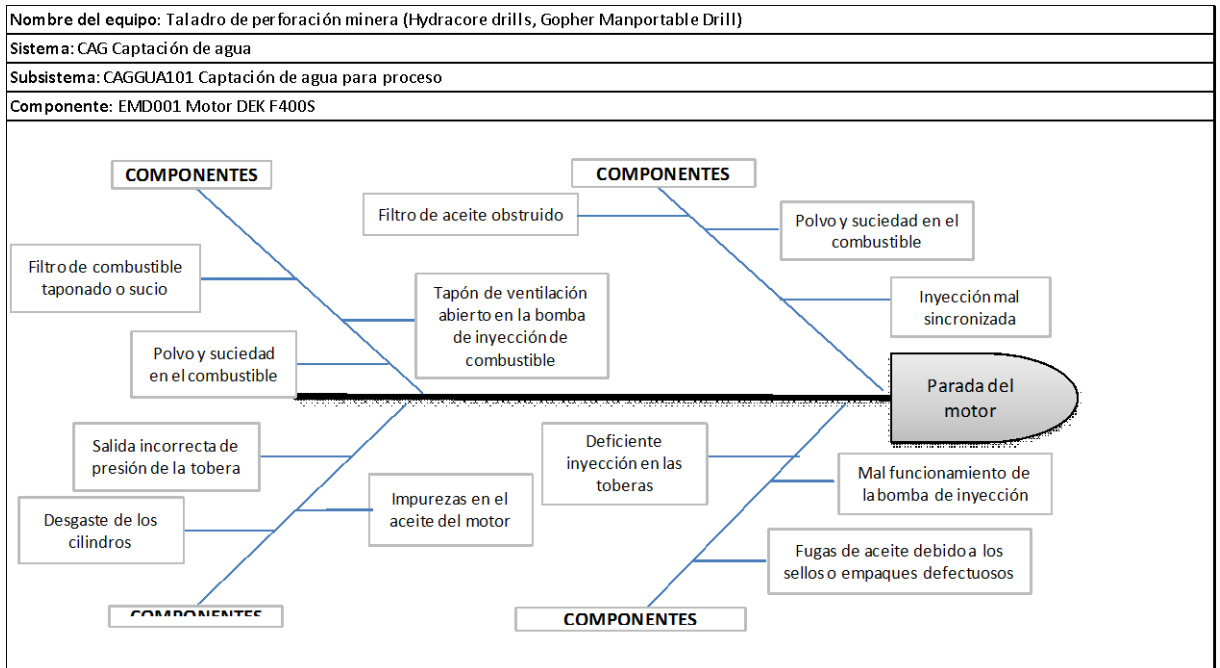 Nombre del equipo: Taladro de perforación minera (Hydracore drills, Gopher Manportable Drill)
Sistema: CAG Captación de agua
Subsistema: CAGGUA101 Captación de agua para proceso
Componente: EMD001 Motor DEK F400S
COMPONENTES
COMPONENTES
Filtro de aceite obstruido
Polvo y suciedad en el
combustible
Filtro de combustible
taponado o sucio
Tapón de ventilación
abierto en la bomba
de inyección de
combustible
Inyección mal
sincronizada
Polvo y suciedad
en el combustible
Parada del
motor
Salida incorrecta de
presión de la tobera
Deficiente
inyección en las
toberas
Mal funcionamiento de
la bomba de inyección
Impurezas en el
aceite del motor
Desgaste de los
cilindros
Fugas de aceite debido a los
sellos o empaques defectuosos
COMPONENTES
COMPONENTES